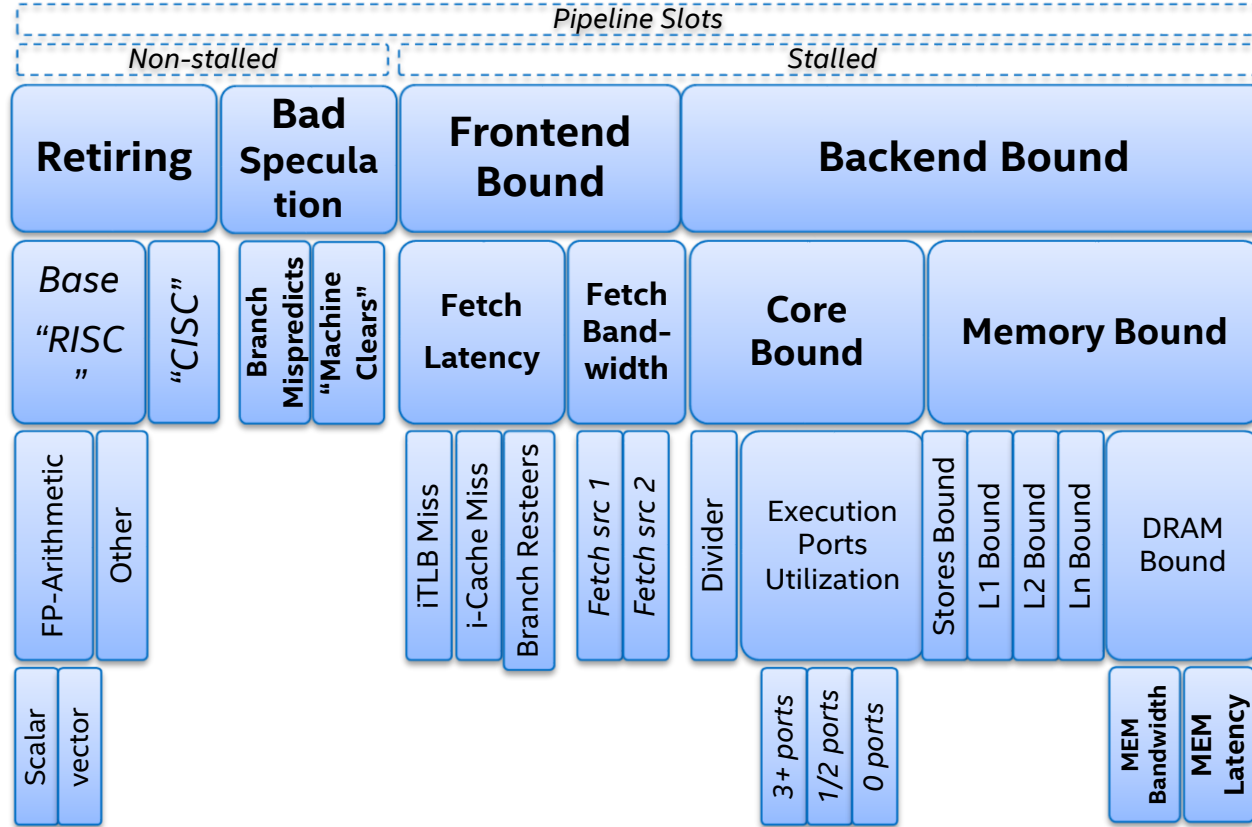 Pipeline Slots
Non-stalled
Stalled
Retiring
Bad
Specula
tion
Frontend
Bound
Backend Bound
Base
“RISC
”
“CISC”
Branch
Mispredicts
“Machine
Clears”
Fetch
Latency
Fetch
Band-
width
Core
Bound
Memory Bound
FP-Arithmetic
Other
iTLB Miss
i-Cache Miss
Branch Resteers
Fetch src 1
Fetch src 2
Divider
Execution
Ports
Utilization
Stores Bound
L1 Bound
L2 Bound
Ln Bound
DRAM
Bound
Scalar
vector
3+ ports
1/2 ports
0 ports
MEM
Bandwidth
MEM
Latency